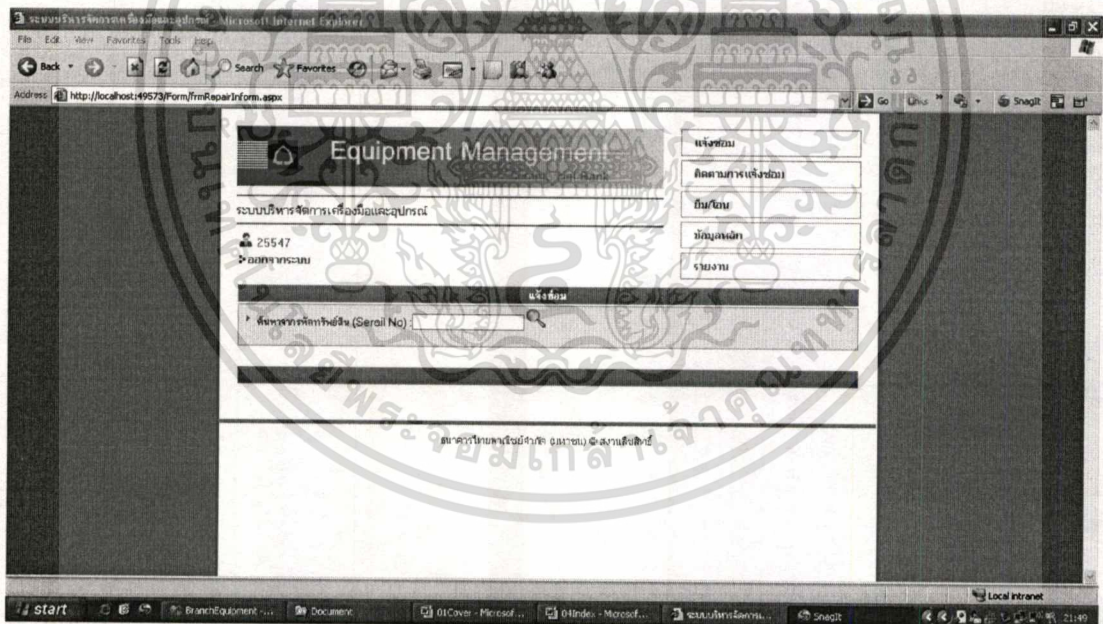 ระบบบริหารจัดการเครื่องมือและอุปกรณ์ - Microsoft Internet Explorer
File Edit View Favorites Tools Help
Back Search Favorites
Address http://localhost:49573/Form/frmRepairInform.aspx Go Links SnagIt
Equipment Management
แจ้งซ่อม
ติดตามการแจ้งซ่อม
ยืม/โอน
ข้อมูลหลัก
รายงาน
ระบบบริหารจัดการเครื่องมือและอุปกรณ์
25547
ออกจากระบบ
แจ้งซ่อม
ค้นหาจากรหัสทรัพย์สิน (Serail No) :
ธนาคารไทยพาณิชย์จำกัด (มหาชน) © สงวนลิขสิทธิ์
Local intranet
start BranchEquipment -... Document 01Cover - Microsof... 04Index - Microsof... ระบบบริหารจัดการ... SnagIt 21:49